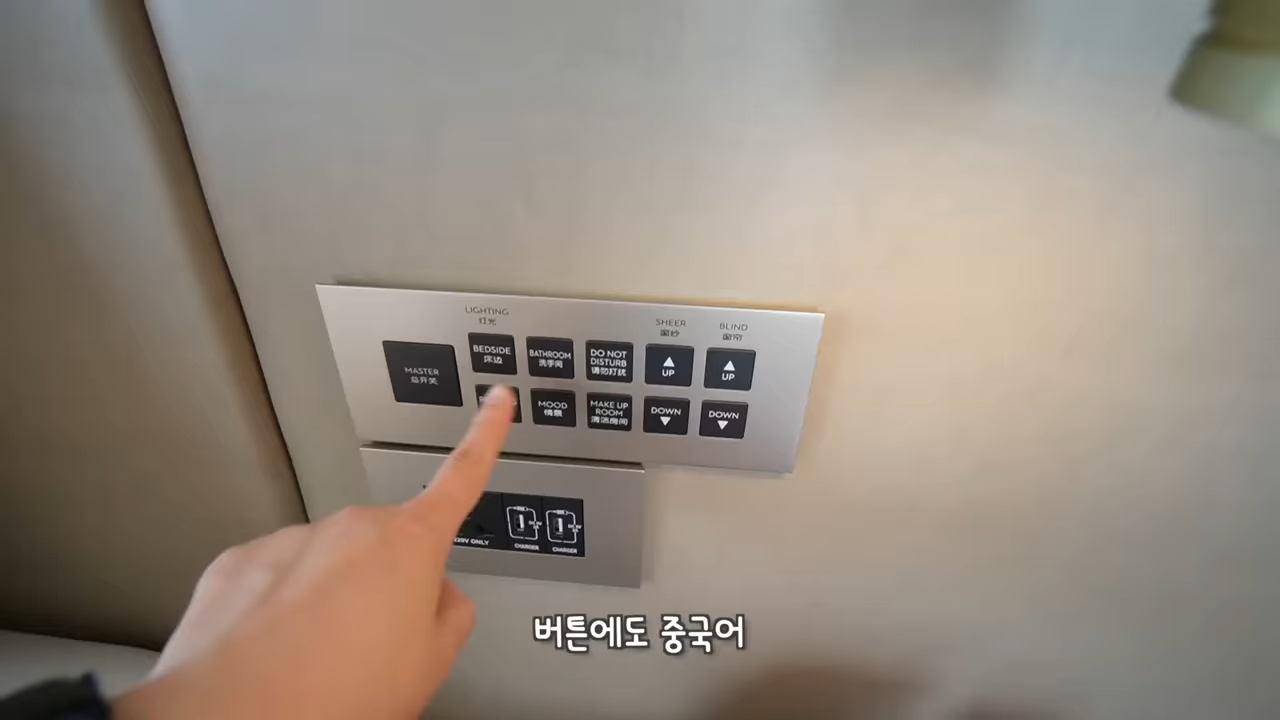 LIGHTING
灯光
SHEER
窗纱
BLIND
窗帘
MASTER
总开关
BEDSIDE
床边
BATHROOM
洗手间
DO NOT
DISTURB
请勿打扰
UP
UP
MOOD
情景
MAKE UP
ROOM
清洁房间
DOWN
DOWN
220V ONLY
CHARGER
CHARGER
버튼에도 중국어